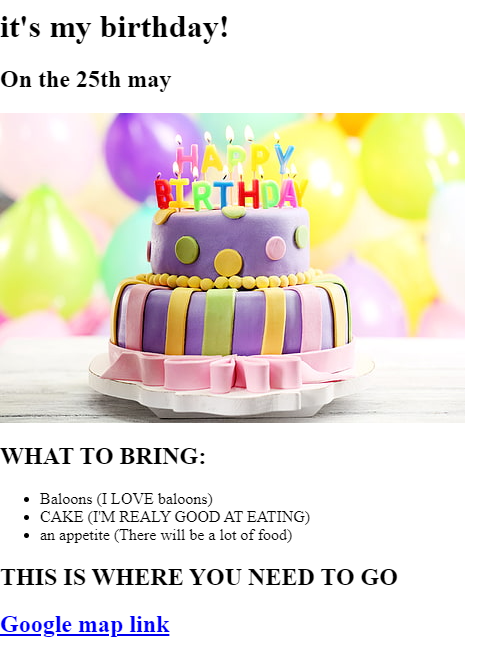 it's my birthday!
On the 25th may
HAPPY
BIRTHDAY
WHAT TO BRING:
Baloons (I LOVE baloons)
CAKE (I'M REALY GOOD AT EATING)
an appetite (There will be a lot of food)
THIS IS WHERE YOU NEED TO GO
Google map link